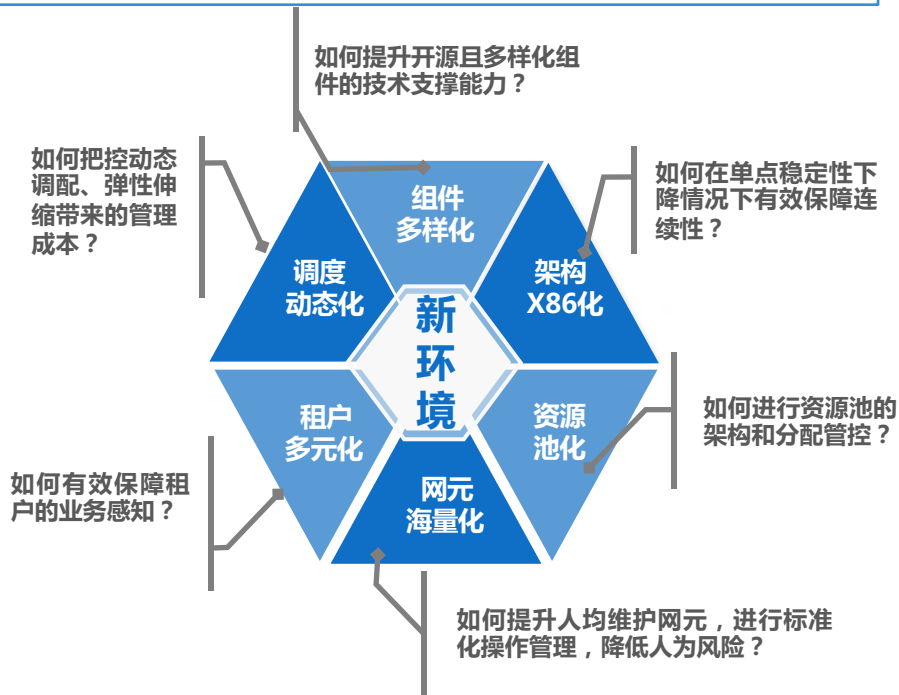 如何提升开源且多样化组
件的技术支撑能力？
如何把控动态
调配、弹性伸
缩带来的管理
成本？
如何在单点稳定性下
降情况下有效保障连
续性？
组件
多样化
调度
动态化
架构
X86化
新
环
境
租户
多元化
资源
池化
网元
海量化
如何进行资源池的
架构和分配管控？
如何有效保障租
户的业务感知？
如何提升人均维护网元，进行标准
化操作管理，降低人为风险？